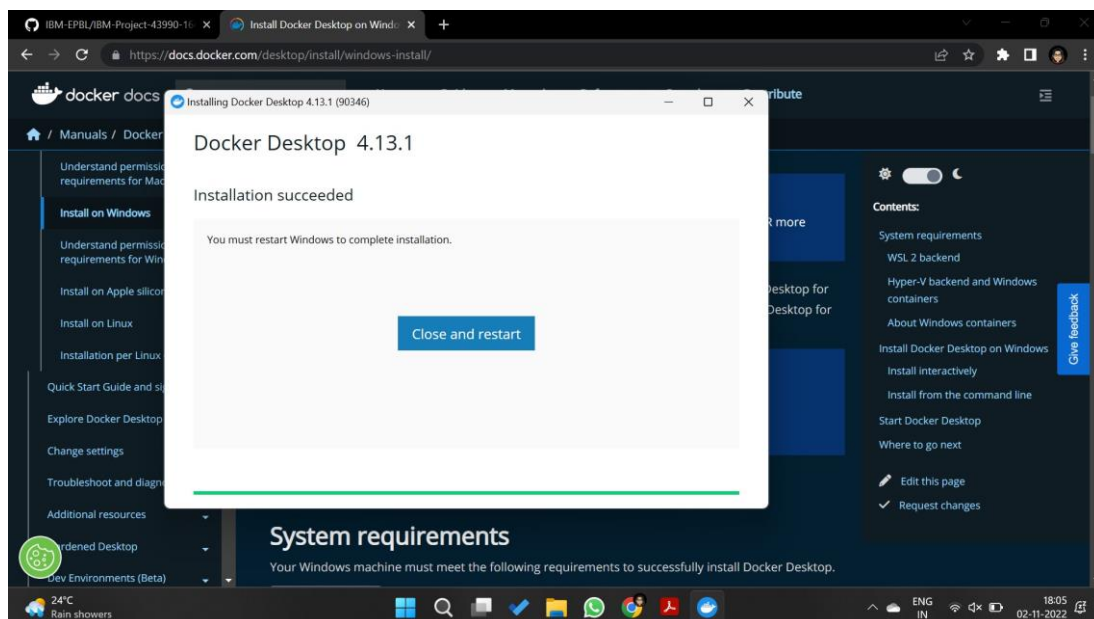 IBM-EPBL/IBM-Project-43990-16
Install Docker Desktop on Windo
https://docs.docker.com/desktop/install/windows-install/
docker docs
ribute
Installing Docker Desktop 4.13.1 (90346)
/ Manuals / Docker
Docker Desktop 4.13.1
Installation succeeded
You must restart Windows to complete installation.
Close and restart
Understand permissio
requirements for Mac
Install on Windows
Understand permissio
requirements for Win
Install on Apple silicon
Install on Linux
Installation per Linux
Quick Start Guide and si
Explore Docker Desktop
Change settings
Troubleshoot and diagn
Additional resources
rdened Desktop
Dev Environments (Beta)
R more
Desktop for
Desktop for
System requirements
Your Windows machine must meet the following requirements to successfully install Docker Desktop.
Contents:
System requirements
WSL 2 backend
Hyper-V backend and Windows
containers
About Windows containers
Install Docker Desktop on Windows
Install interactively
Install from the command line
Start Docker Desktop
Where to go next
Edit this page
Request changes
Give feedback
24°C
Rain showers
ENG
IN
18:05
02-11-2022